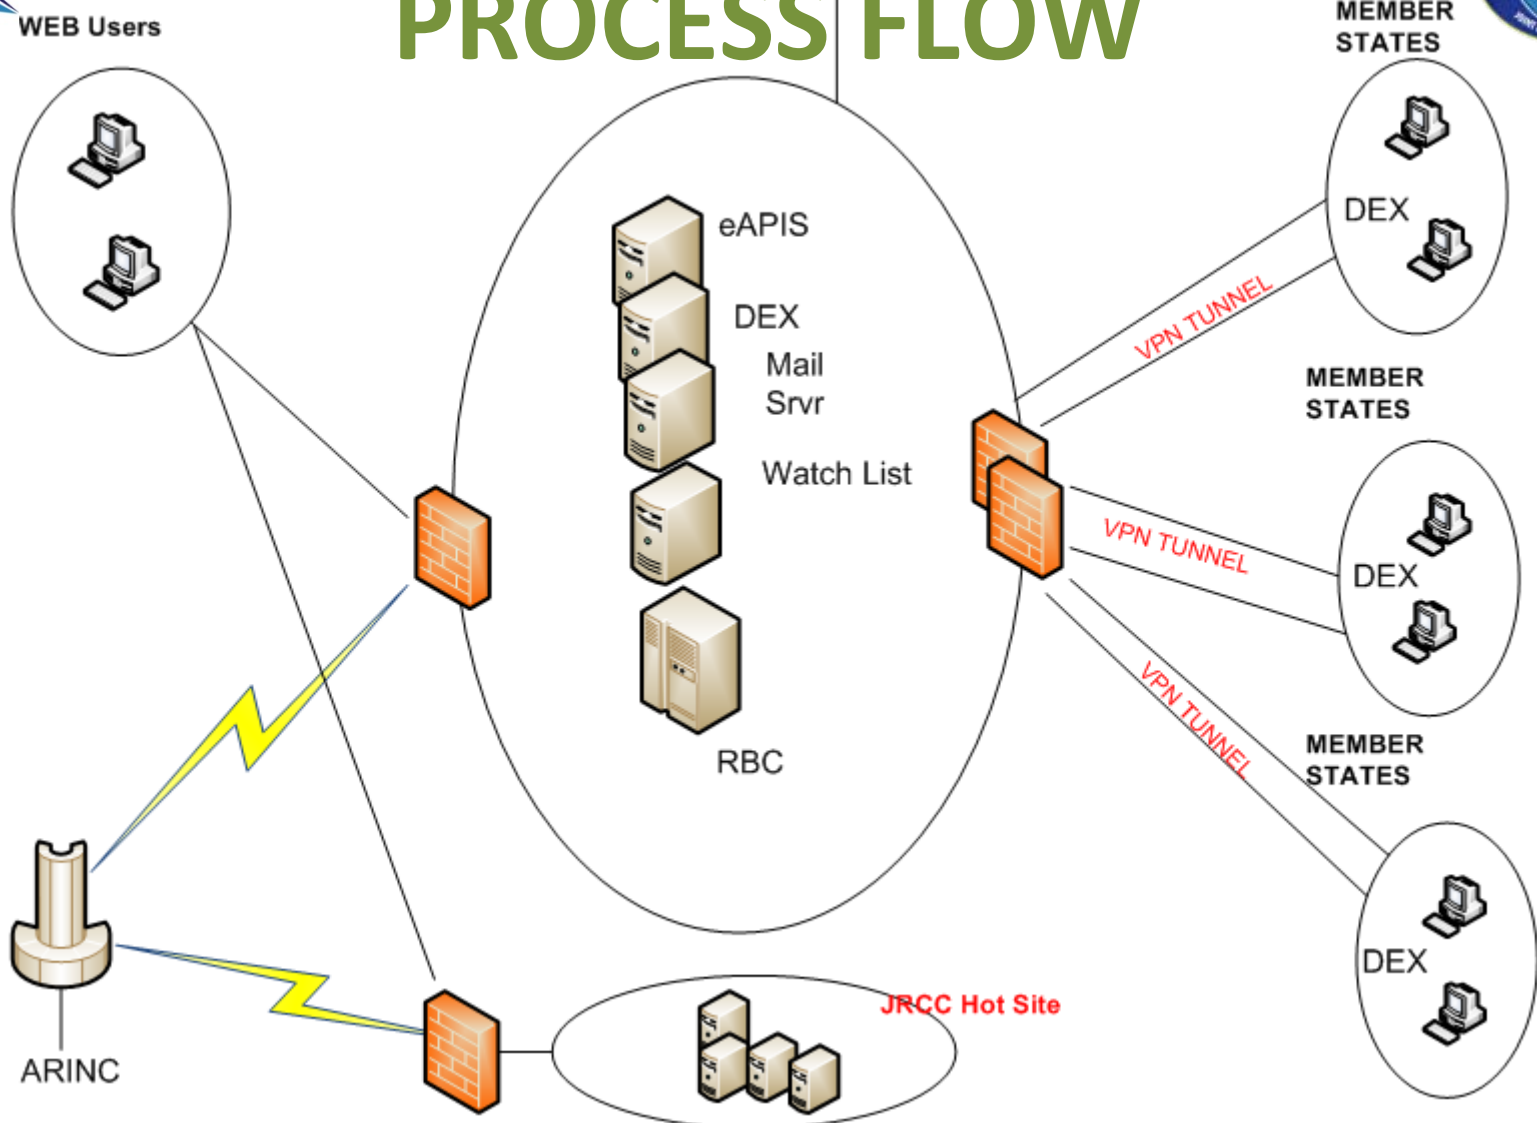 PROCESS FLOW
WEB Users
MEMBER
STATES
eAPIS
DEX
DEX
Mail
Srvr
VPN TUNNEL
MEMBER
STATES
Watch List
VPN TUNNEL
DEX
VPN TUNNEL
MEMBER
STATES
RBC
DEX
JRCC Hot Site
ARINC